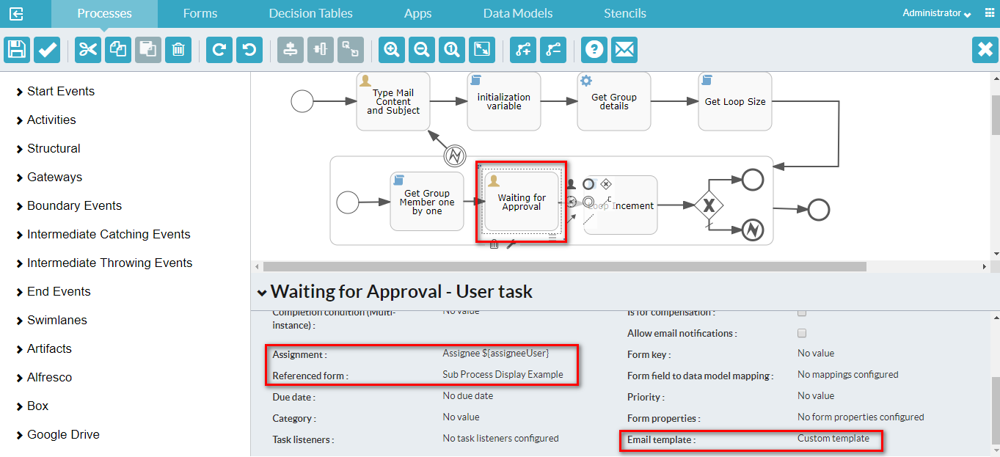 Processes
Forms
Decision Tables
Apps
Data Models
Stencils
Administrator
Start Events
Activities
Structural
Gateways
Boundary Events
Intermediate Catching Events
Intermediate Throwing Events
End Events
Swimlanes
Artifacts
Alfresco
Box
Google Drive
Type Mail
Content
and Subject
initialization
variable
Get Group
details
Get Loop Size
Get Group
Member one
by one
Waiting for
Approval
Loop Increment
X
Waiting for Approval - User task
Completion condition (Multi-
instance) :
No value
Is for compensation :
Allow email notifications :
Assignment :
Assignee ${assigneeUser}
Form key :
No value
Referenced form :
Sub Process Display Example
Form field to data model mapping :
No mappings configured
Due date :
No due date
Priority :
No value
Category :
No value
Form properties :
No form properties configured
Task listeners :
No task listeners configured
Email template :
Custom template